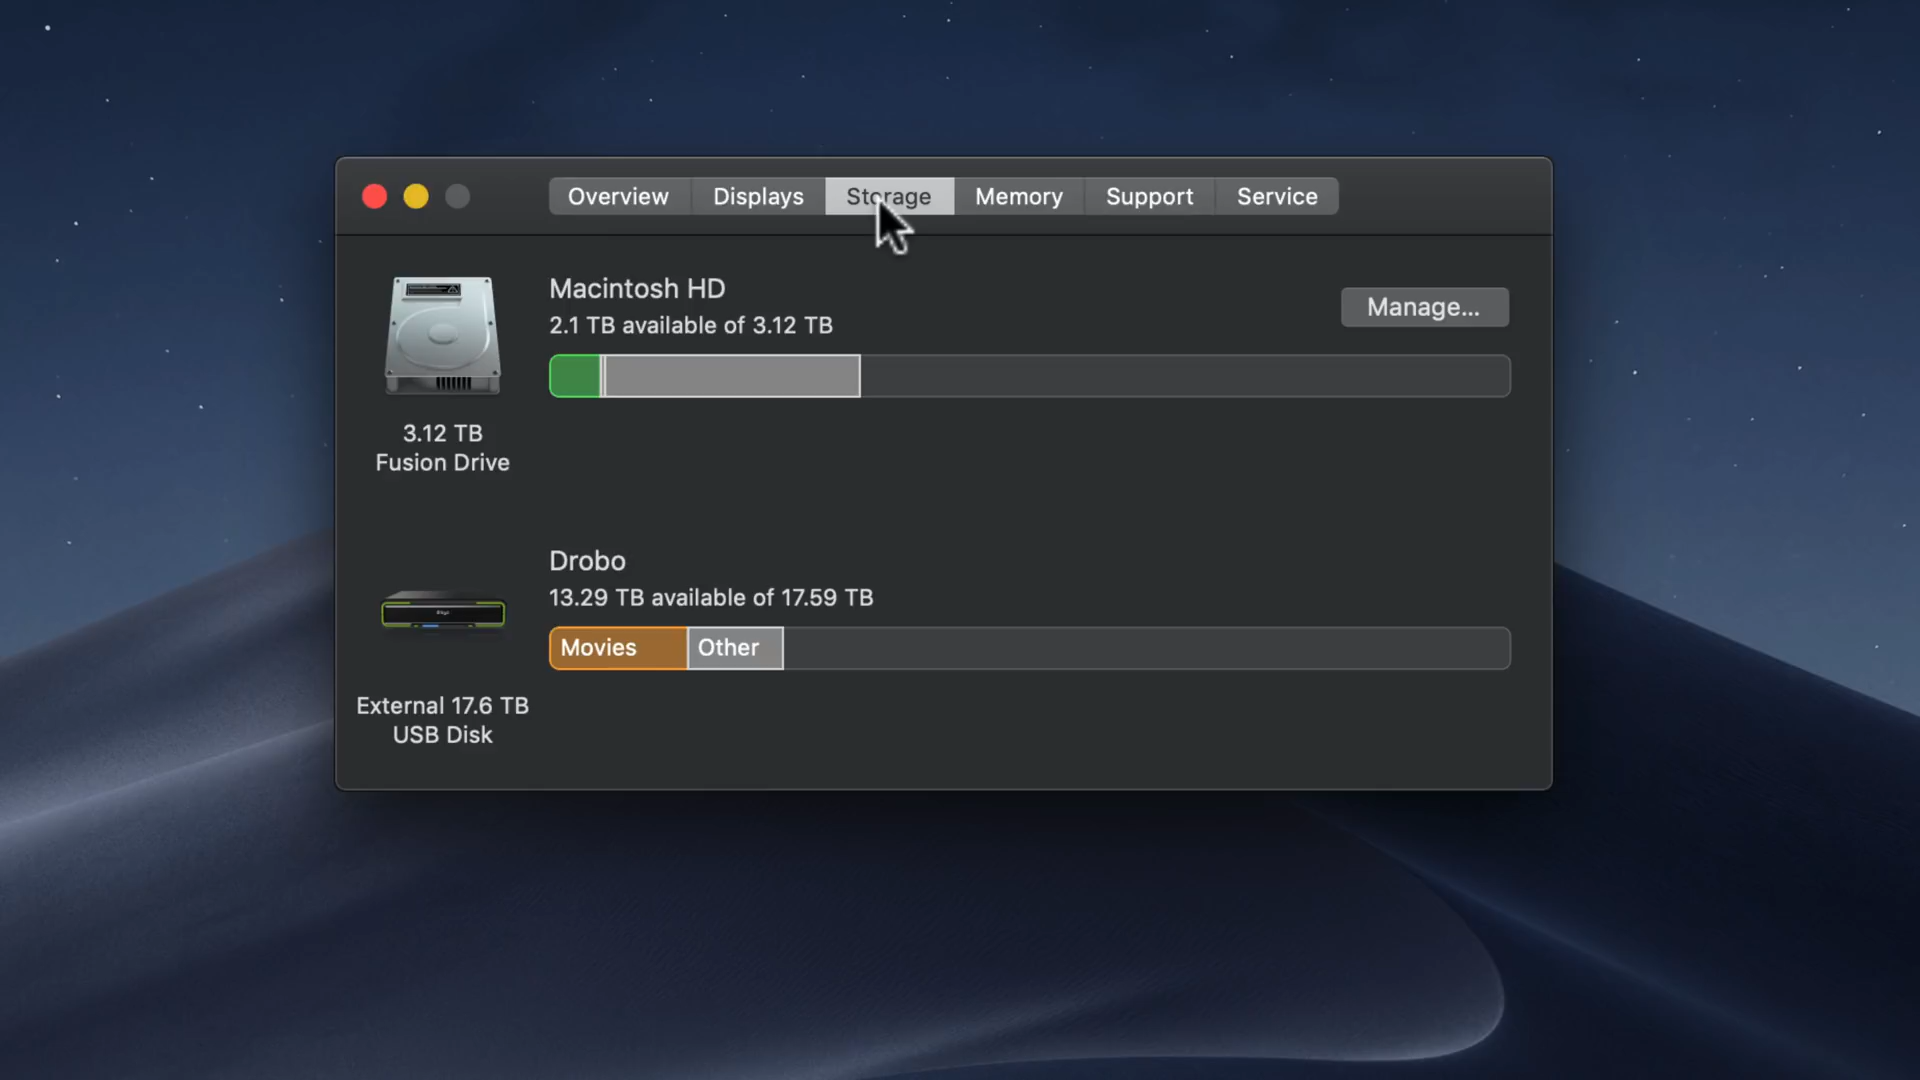 Overview Displays Storage Memory Support Service
Macintosh HD
2.1 TB available of 3.12 TB
Manage...
3.12 TB
Fusion Drive
Drobo
13.29 TB available of 17.59 TB
Movies Other
External 17.6 TB
USB Disk